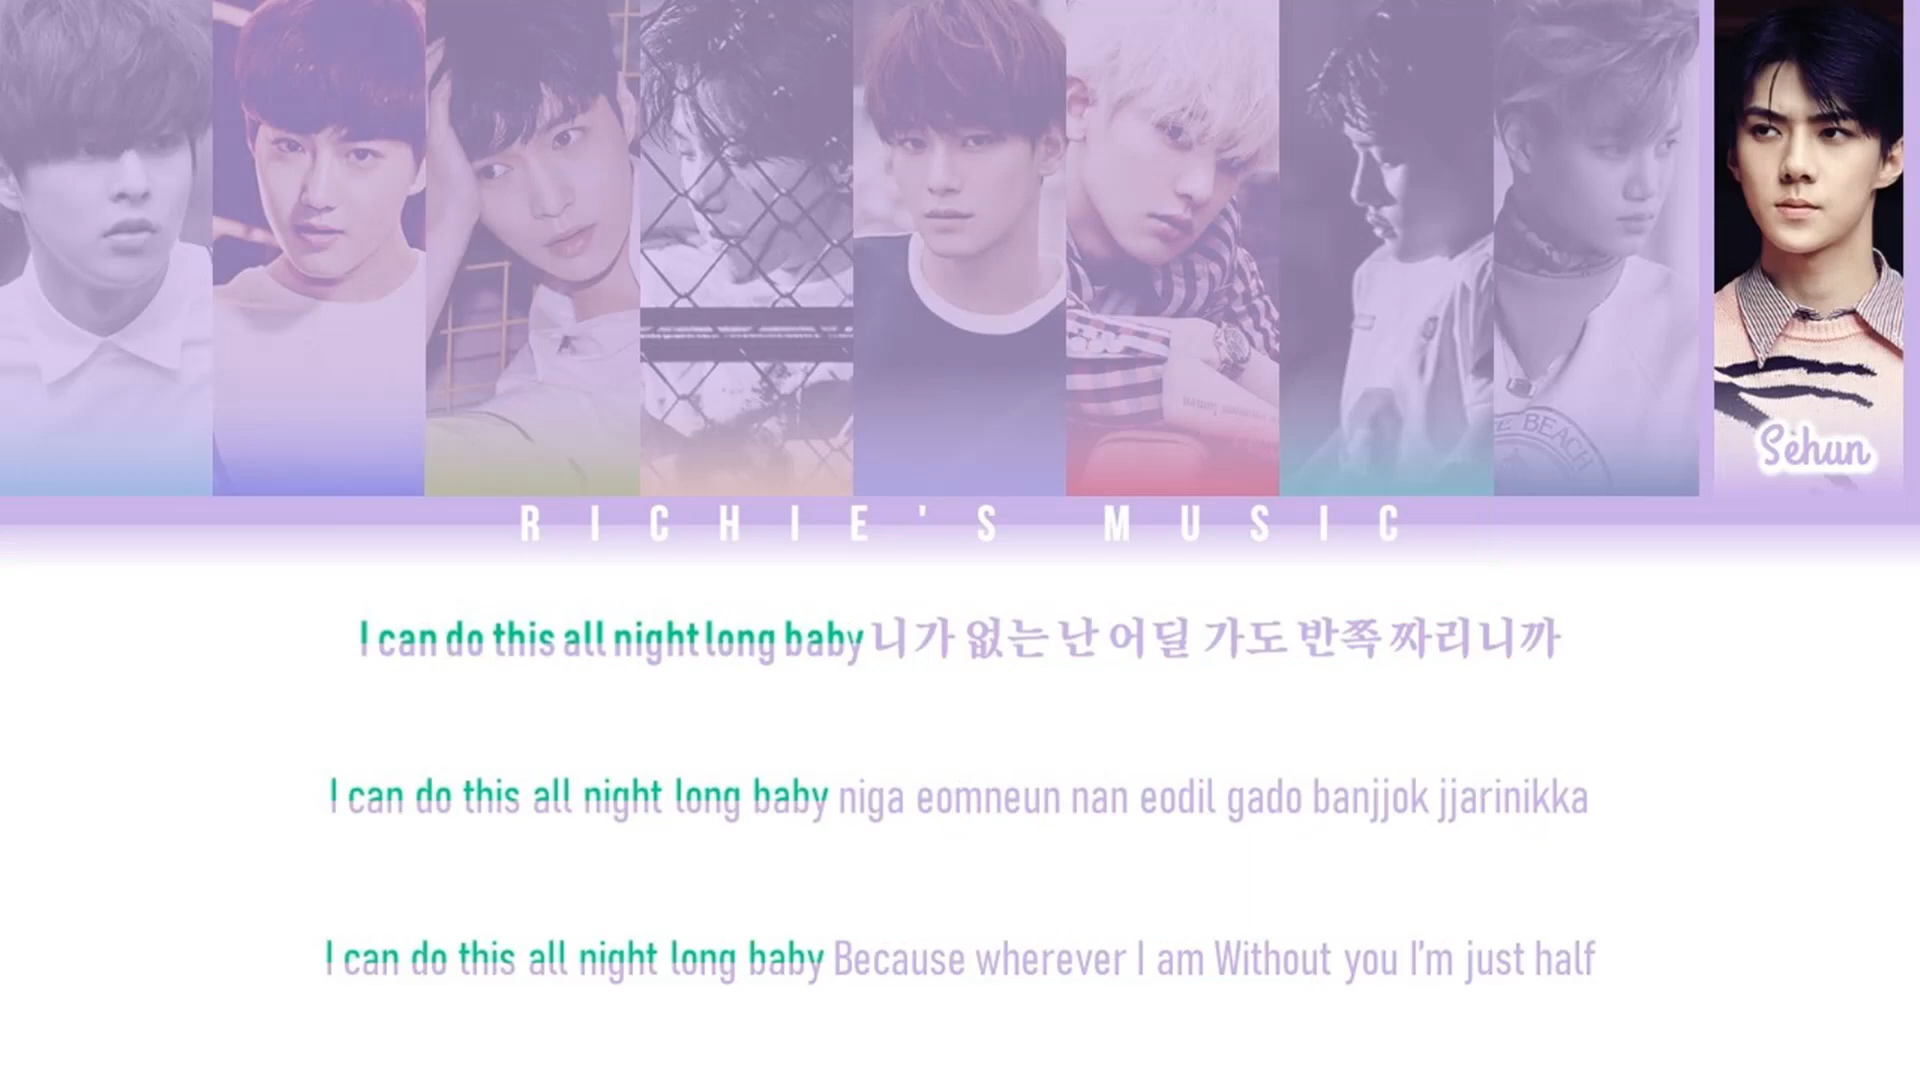 E BEACH
Sehun
RICHIE'S MUSIC
I can do this all night long baby 니가 없는 난 어딜 가도 반쪽 짜리니까
I can do this all night long baby niga eomneun nan eodil gado banjjok jjarinikka
I can do this all night long baby Because wherever I am Without you I'm just half